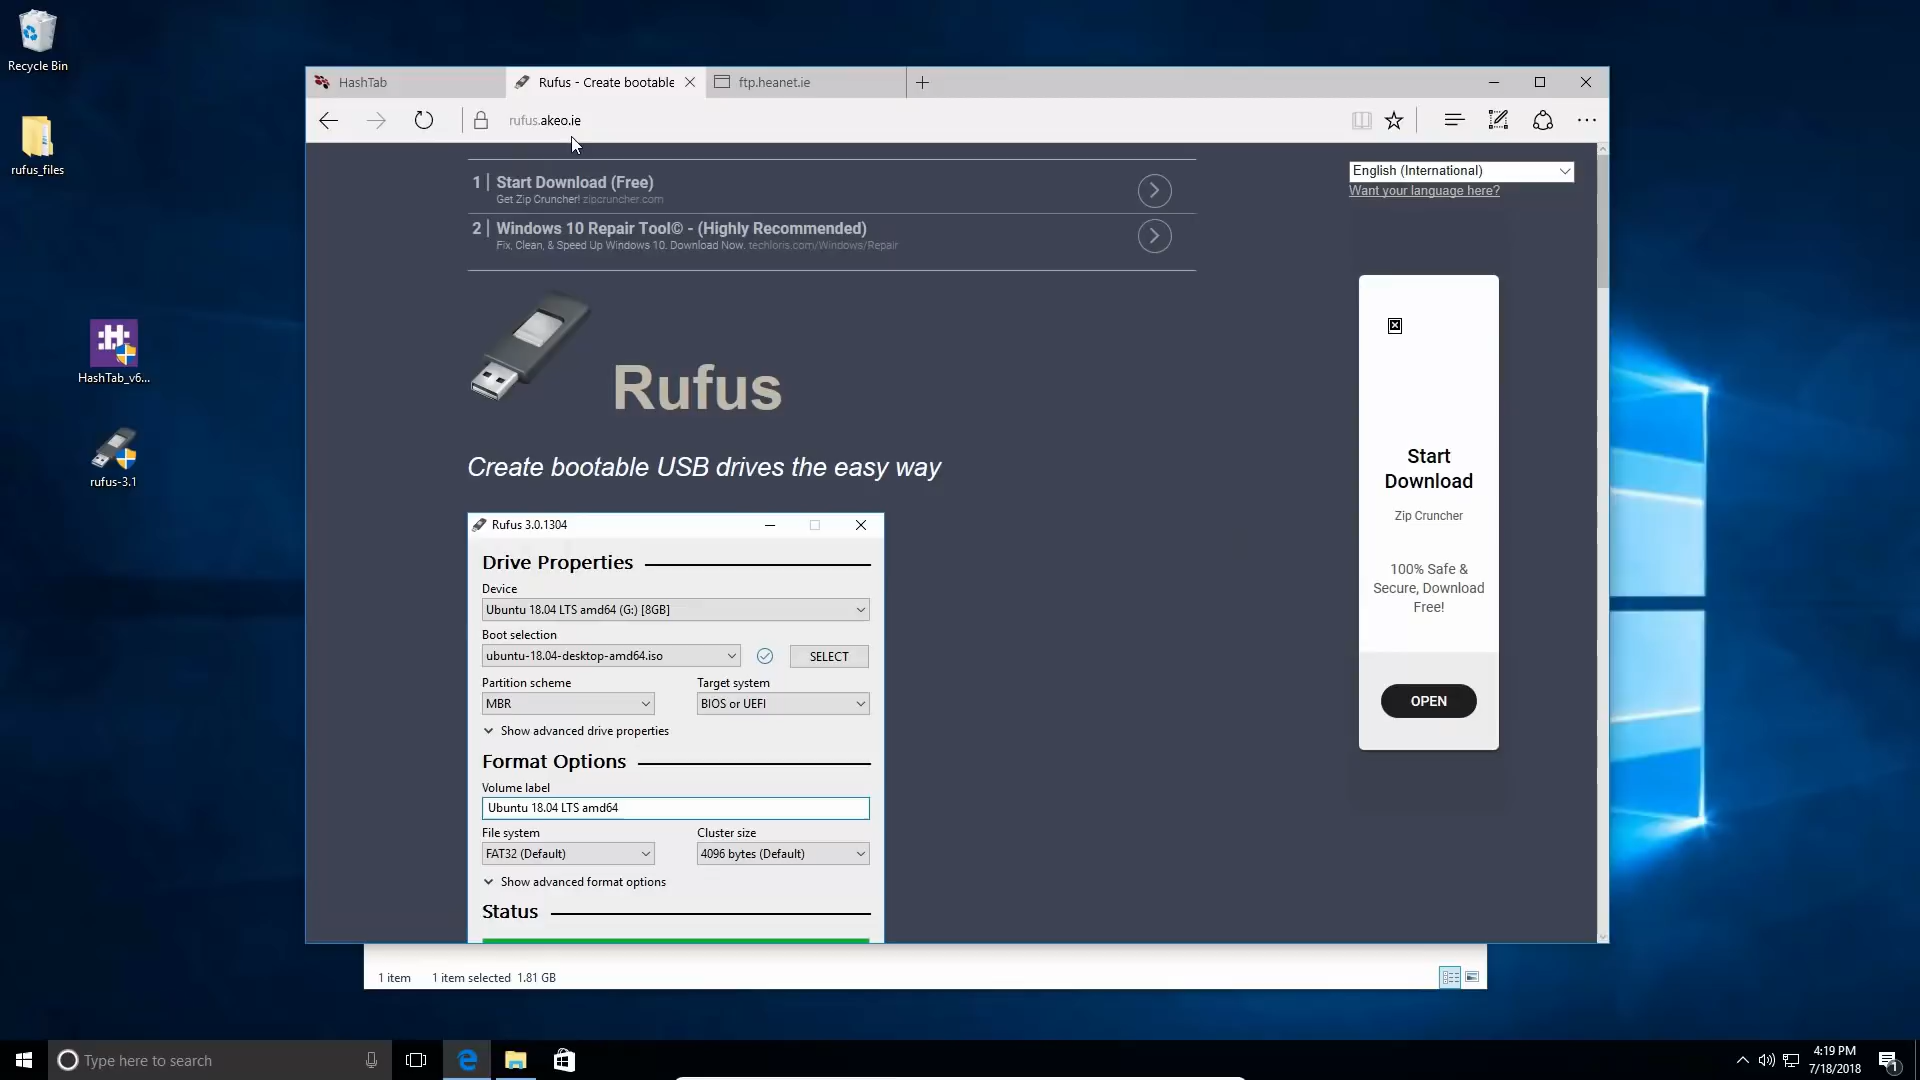 Recycle Bin
rufus_files
HashTab_v6...
rufus-3.1
HashTab
Rufus - Create bootable
ftp.heanet.ie
rufus.akeo.ie
1 | Start Download (Free)
Get Zip Cruncher! zipcruncher.com
2 | Windows 10 Repair Tool© - (Highly Recommended)
Fix, Clean, & Speed Up Windows 10. Download Now. techloris.com/Windows/Repair
English (International)
Want your language here?
Rufus
Create bootable USB drives the easy way
Rufus 3.0.1304
Drive Properties
Device
Ubuntu 18.04 LTS amd64 (G:) [8GB]
Boot selection
ubuntu-18.04-desktop-amd64.iso
SELECT
Partition scheme
Target system
MBR
BIOS or UEFI
Show advanced drive properties
Format Options
Volume label
Ubuntu 18.04 LTS amd64
File system
Cluster size
FAT32 (Default)
4096 bytes (Default)
Show advanced format options
Status
Start
Download
Zip Cruncher
100% Safe &
Secure, Download
Free!
OPEN
1 item
1 item selected 1.81 GB
Type here to search
4:19 PM
7/18/2018
1